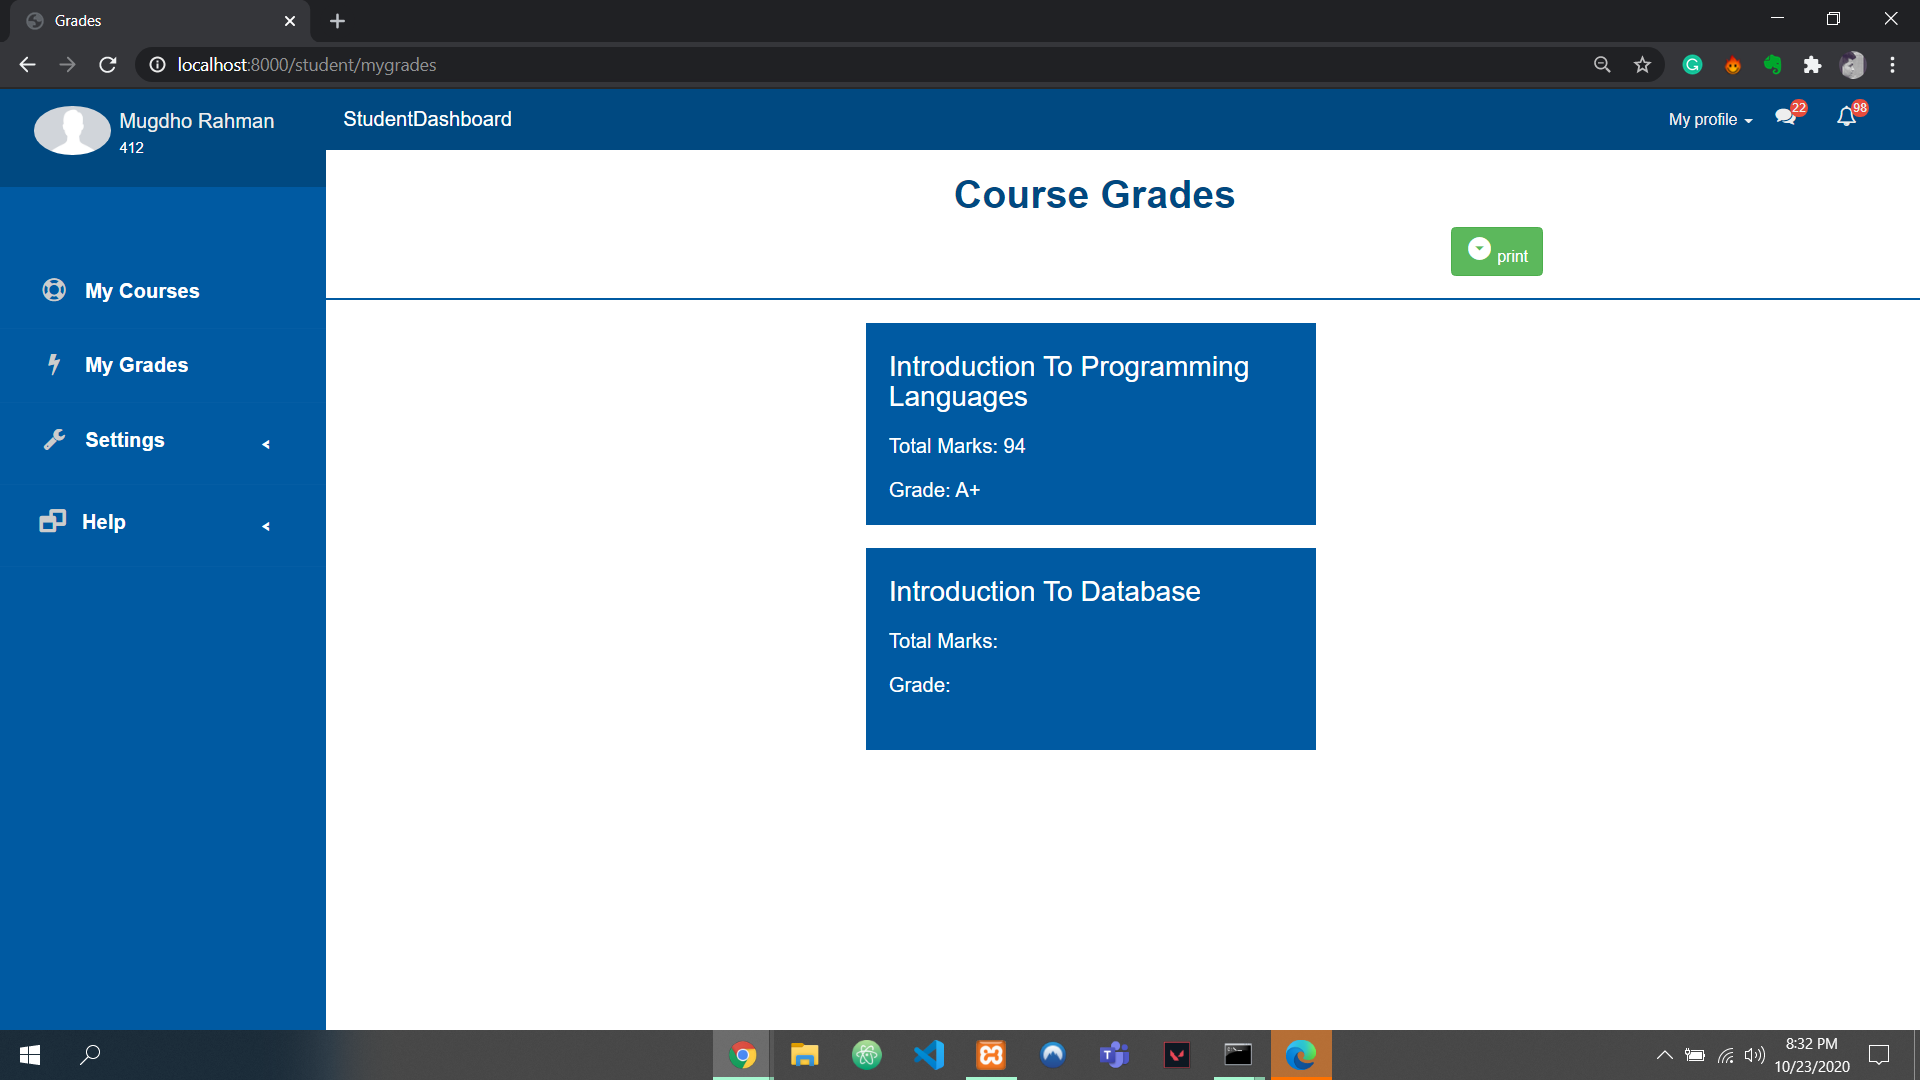 Grades
localhost:8000/student/mygrades
Mugdho Rahman
412
StudentDashboard
My profile
22
98
Course Grades
print
My Courses
My Grades
Settings <
Help <
Introduction To Programming
Languages
Total Marks: 94
Grade: A+
Introduction To Database
Total Marks:
Grade:
8:32 PM
10/23/2020